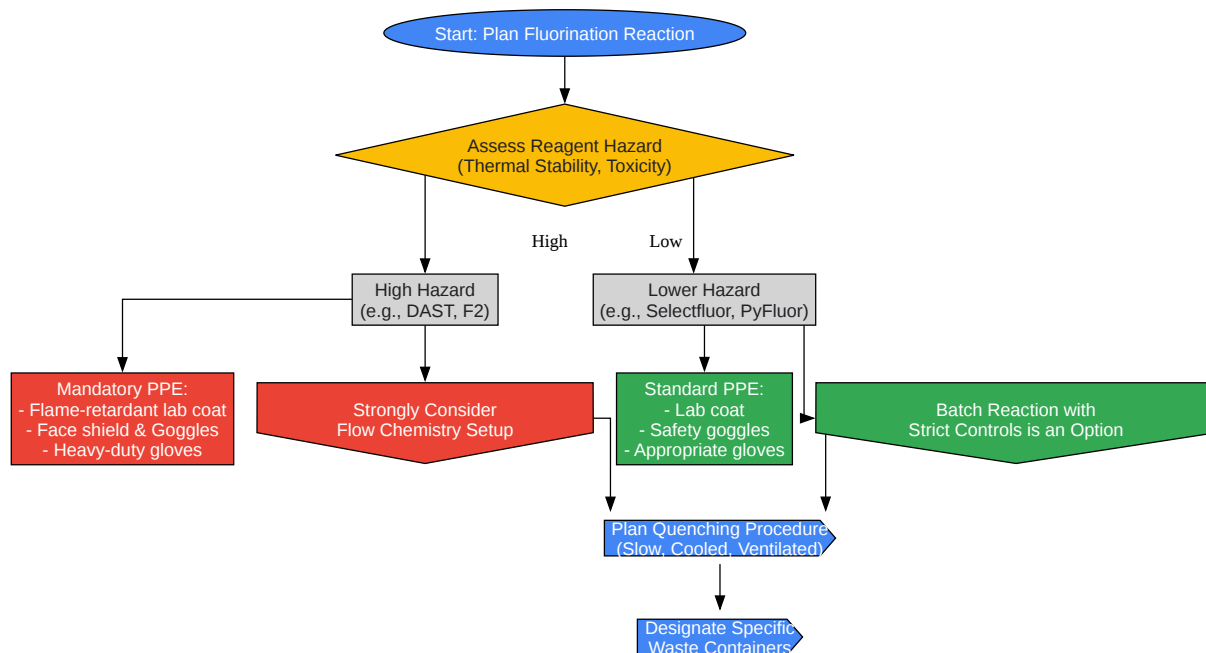 Start: Plan Fluorination Reaction
Assess Reagent Hazard
(Thermal Stability, Toxicity)
High
Low
High Hazard
(e.g., DAST, F2)
Lower Hazard
(e.g., Selectfluor, PyFluor)
Mandatory PPE:
- Flame-retardant lab coat
- Face shield & Goggles
- Heavy-duty gloves
Strongly Consider
Flow Chemistry Setup
Standard PPE:
- Lab coat
- Safety goggles
- Appropriate gloves
Batch Reaction with
Strict Controls is an Option
Plan Quenching Procedure
(Slow, Cooled, Ventilated)
Designate Specific
Waste Containers